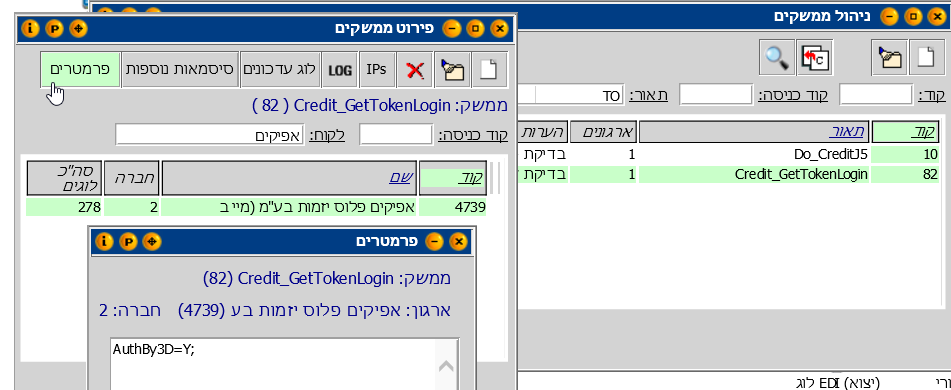 ניהול ממשקים
קוד:
קוד כניסה:
תאור: TO
קוד תאור ארגונים הערות
10 Do_CreditJ5 1 בדיקת
82 Credit_GetTokenLogin 1 בדיקת
(יצוא) EDI לוג
פירוט ממשקים
IPs LOG לוג עדכונים סיסמאות נוספות פרמטרים
ממשק: Credit_GetTokenLogin ( 82 )
קוד כניסה: לקוח: אפיקים
קוד שם חברה סה"כ לוגים
4739 אפיקים פלוס יזמות בע"מ (מיי ב 2 278
פרמטרים
ממשק: Credit_GetTokenLogin (82)
ארגון: אפיקים פלוס יזמות בע (4739) חברה: 2
AuthBy3D=Y;